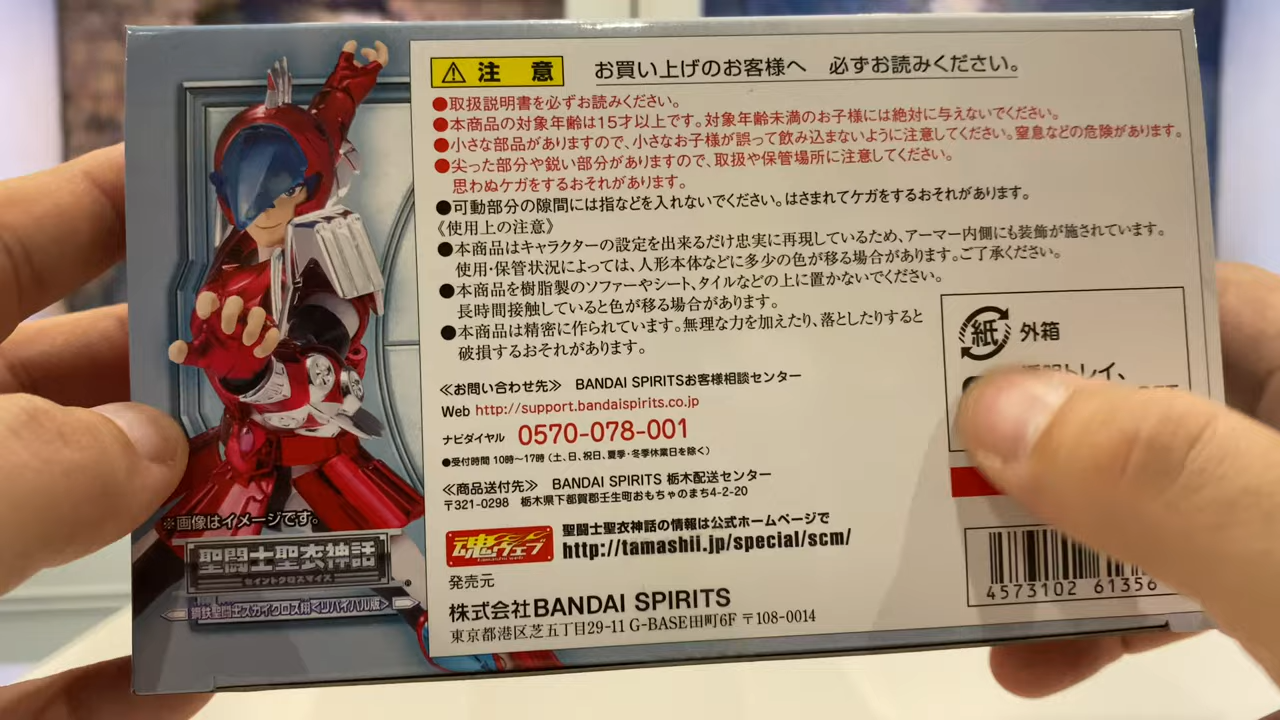 ⚠注 意
お買い上げのお客様へ 必ずお読みください。
●取扱説明書を必ずお読みください。
●本商品の対象年齢は15才以上です。対象年齢未満のお子様には絶対に与えないでください。
●小さな部品がありますので、小さなお子様が誤って飲み込まないように注意してください。窒息などの危険があります。
●尖った部分や鋭い部分がありますので、取扱や保管場所に注意してください。
思わぬケガをするおそれがあります。
●可動部分の隙間には指などを入れないでください。はさまれてケガをするおそれがあります。
《使用上の注意》
●本商品はキャラクターの設定を出来るだけ忠実に再現しているため、アーマー内側にも装飾が施されています。
使用・保管状況によっては、人形本体などに多少の色が移る場合があります。ご了承ください。
●本商品を樹脂製のソファーやシート、タイルなどの上に置かないでください。
長時間接触していると色が移る場合があります。
●本商品は精密に作られています。無理な力を加えたり、落としたりすると
破損するおそれがあります。
紙 外箱
トレイ、
≪お問い合わせ先≫ BANDAI SPIRITSお客様相談センター
Web http://support.bandaispirits.co.jp
ナビダイヤル 0570-078-001
●受付時間 10時~17時(土、日、祝日、夏季・冬季休業日を除く)
≪商品送付先≫ BANDAI SPIRITS 栃木配送センター
〒321-0298 栃木県下都賀郡壬生町おもちゃのまち4-2-20
魂ウェブ
tamashii web
聖闘士聖衣神話の情報は公式ホームページで
http://tamashii.jp/special/scm/
発売元
株式会社BANDAI SPIRITS
東京都港区芝五丁目29-11 G-BASE田町6F 〒108-0014
4573102 61356
※画像はイメージです。
聖闘士聖衣神話
セイントクロスマイス
鋼鉄聖闘士スカイクロス翔<リバイバル版>